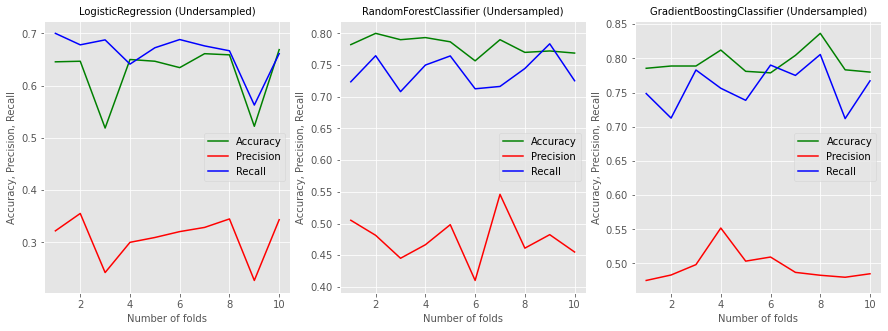 LogisticRegression (Undersampled)
Accuracy, Precision, Recall
0.7
0.6
0.5
0.4
0.3
Accuracy
Precision
Recall
2 4 6 8 10
Number of folds
RandomForestClassifier (Undersampled)
Accuracy, Precision, Recall
0.80
0.75
0.70
0.65
0.60
0.55
0.50
0.45
0.40
Accuracy
Precision
Recall
2 4 6 8 10
Number of folds
GradientBoostingClassifier (Undersampled)
Accuracy, Precision, Recall
0.85
0.80
0.75
0.70
0.65
0.60
0.55
0.50
Accuracy
Precision
Recall
2 4 6 8 10
Number of folds